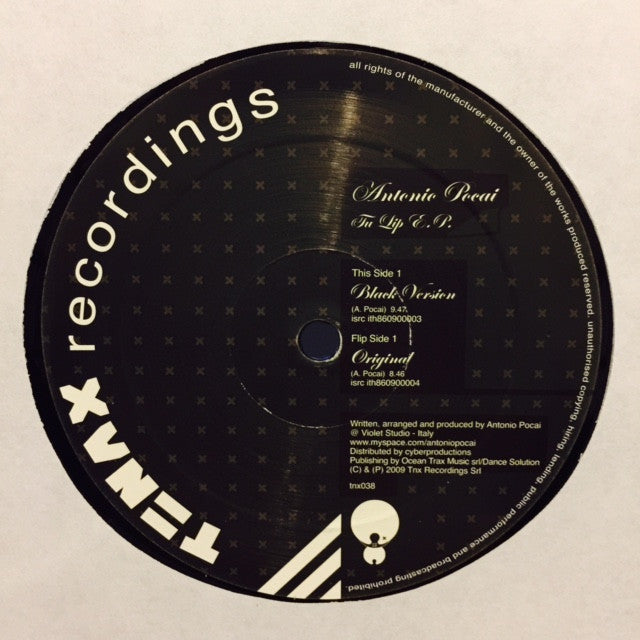 TENAX recordings
all rights of the manufacturer and the owner of the works produced reserved. unauthorised copying, hiring, lending, public performance and broadcasting prohibited.
Antonio Pocai
Tu Lip E.P.
This Side 1
Black Version
(A. Pocai) 9.47
isrc ith860900003
Flip Side 1
Original
(A. Pocai) 8.46
isrc ith860900004
Written, arranged and produced by Antonio Pocai
@ Violet Studio - Italy
www.myspace.com/antoniopocai
Distributed by cyberproductions
Publishing by Ocean Trax Music srl/Dance Solution
(C) & (P) 2009 Tnx Recordings Srl
tnx038